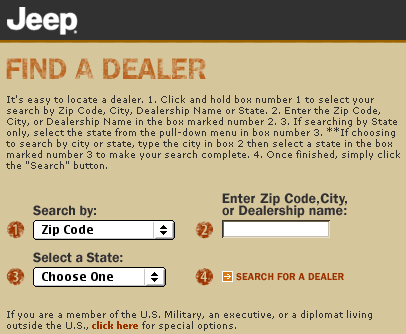 Jeep
FIND A DEALER
It's easy to locate a dealer. 1. Click and hold box number 1 to select your
search by Zip Code, City, Dealership Name or State. 2. Enter the Zip Code,
City, or Dealership Name in the box marked number 2. 3. If searching by State
only, select the state from the pull-down menu in box number 3. **If choosing
to search by city or state, type the city in box 2 then select a state in the box
marked number 3 to make your search complete. 4. Once finished, simply click
the "Search" button.
Search by:
1 Zip Code
Enter Zip Code,City,
or Dealership name:
2
Select a State:
3 Choose One
4 SEARCH FOR A DEALER
If you are a member of the U.S. Military, an executive, or a diplomat living
outside the U.S., click here for special options.